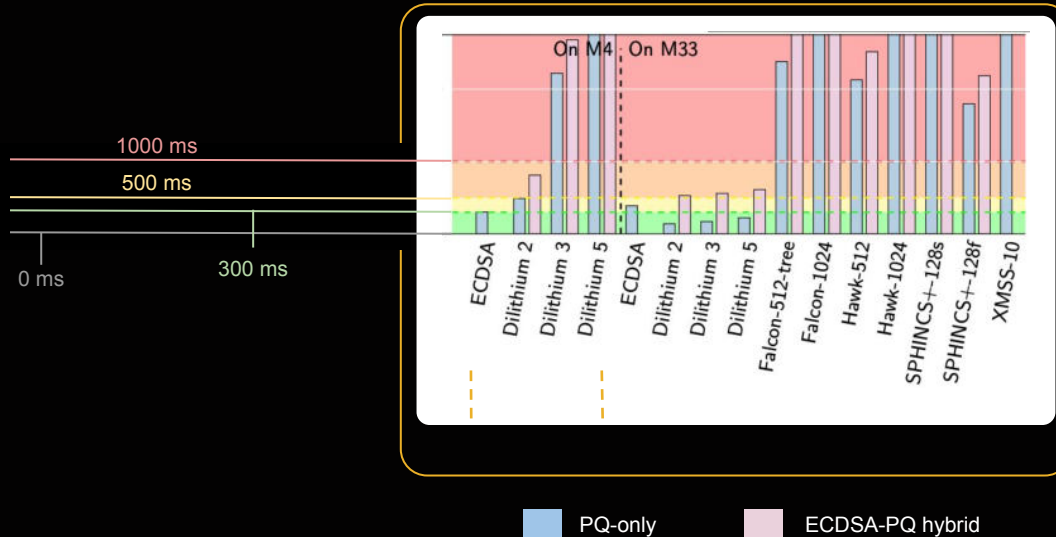 On M4
On M33
1000 ms
500 ms
300 ms
0 ms
ECDSA
Dilithium 2
Dilithium 3
Dilithium 5
ECDSA
Dilithium 2
Dilithium 3
Dilithium 5
Falcon-512-tree
Falcon-1024
Hawk-512
Hawk-1024
SPHINCS+-128s
SPHINCS+-128f
XMSS-10
PQ-only
ECDSA-PQ hybrid